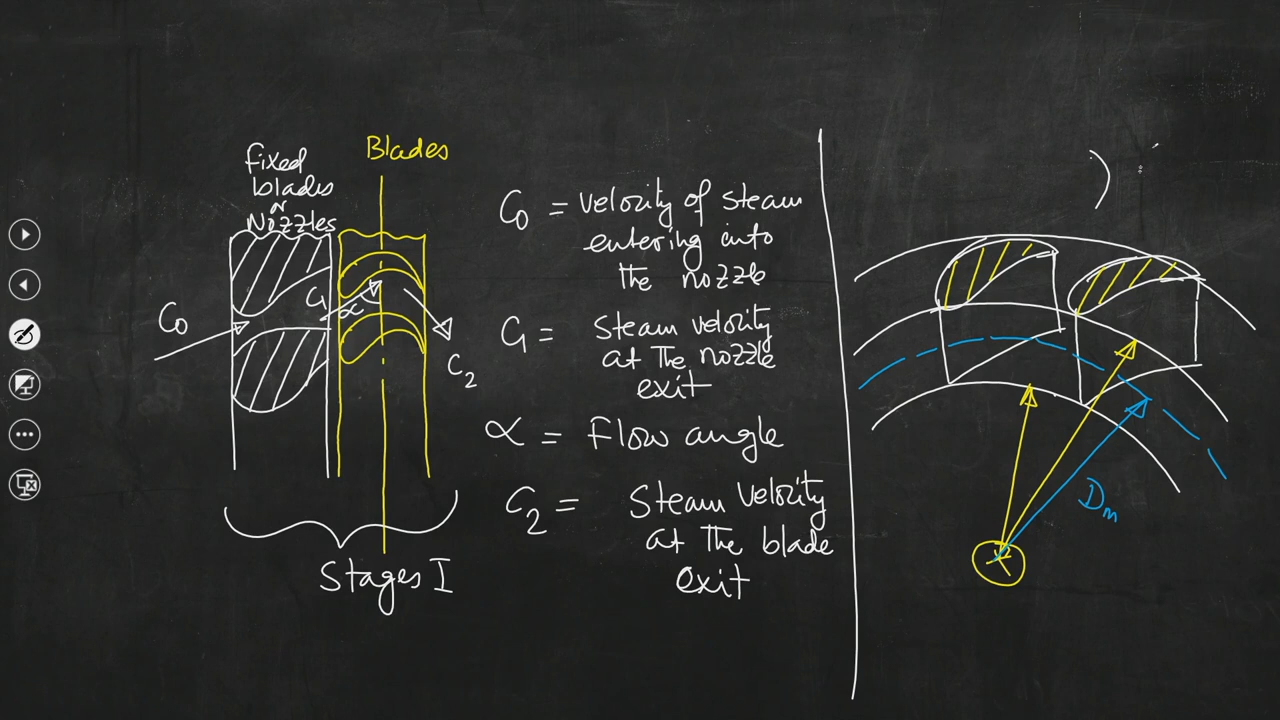 fixed
blades
or
Nozzles
Blades
C0
C1
α
C2
Stages I
C0 = velocity of steam
entering into
the nozzle
C1 = Steam velocity
at The nozzle
exit
α = Flow angle
C2 = Steam Velocity
at The blade
exit
Dm